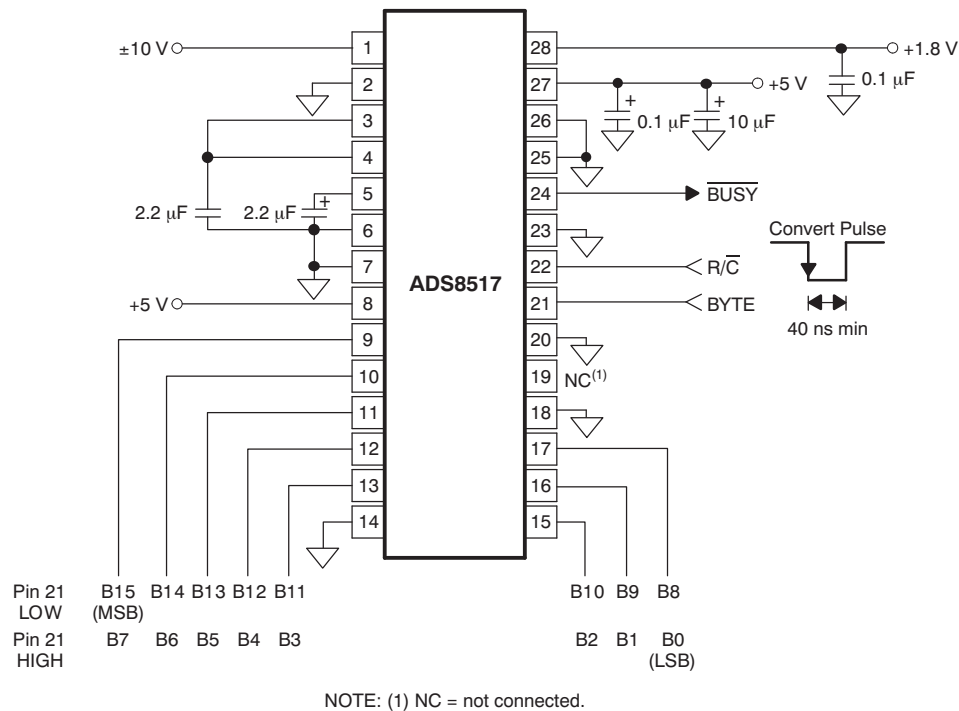 ±10 V
1
2
3
4
5
6
7
8
9
10
11
12
13
14
2.2 µF
2.2 µF
+
+5 V
ADS8517
28
27
26
25
24
23
22
21
20
19
18
17
16
15
+1.8 V
0.1 µF
+5 V
+
0.1 µF
+
10 µF
BUSY
R/C
BYTE
NC(1)
Convert Pulse
40 ns min
Pin 21 LOW B15 (MSB) B14 B13 B12 B11 B10 B9 B8
Pin 21 HIGH B7 B6 B5 B4 B3 B2 B1 B0 (LSB)
NOTE: (1) NC = not connected.